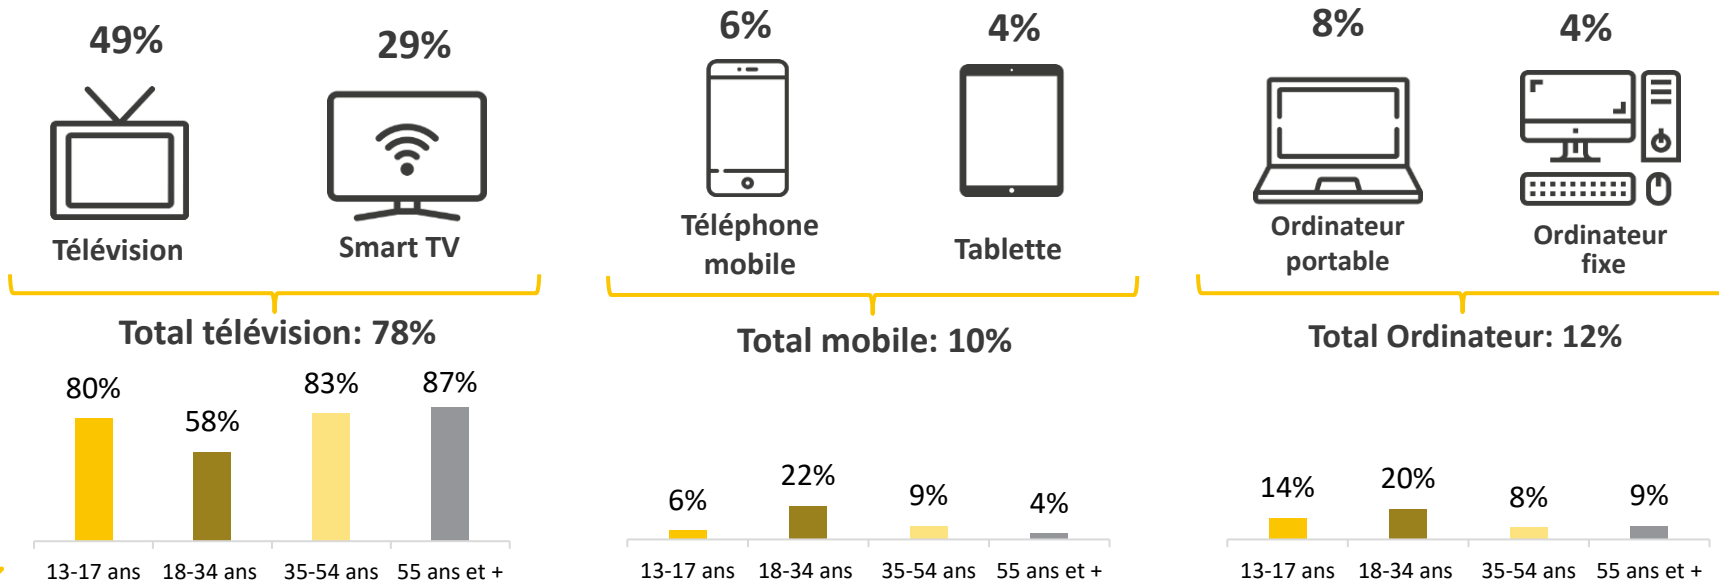 49%
29%
6%
4%
8%
4%
Télévision
Smart TV
Téléphone
mobile
Tablette
Ordinateur
portable
Ordinateur
fixe
Total télévision: 78%
Total mobile: 10%
Total Ordinateur: 12%
80%
58%
83%
87%
13-17 ans
18-34 ans
35-54 ans
55 ans et +
6%
22%
9%
4%
13-17 ans
18-34 ans
35-54 ans
55 ans et +
14%
20%
8%
9%
13-17 ans
18-34 ans
35-54 ans
55 ans et +